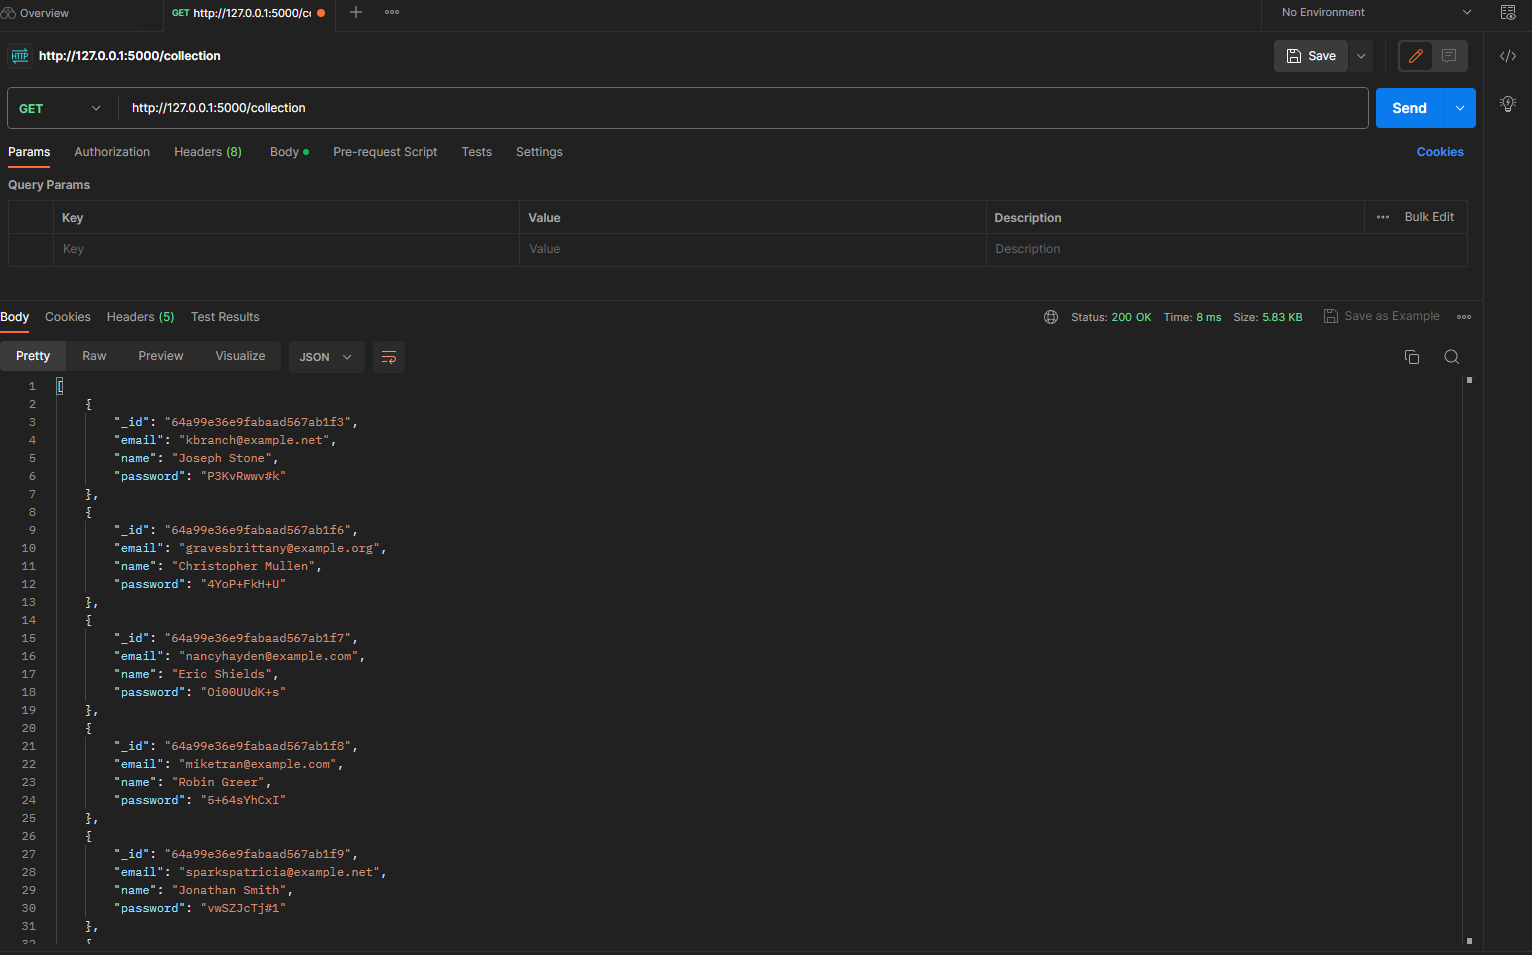 Overview
GET http://127.0.0.1:5000/c
No Environment
HTTP http://127.0.0.1:5000/collection
Save
GET http://127.0.0.1:5000/collection
Send
Params Authorization Headers (8) Body Pre-request Script Tests Settings Cookies
Query Params
Key Value Description Bulk Edit
Key Value Description
Body Cookies Headers (5) Test Results Status: 200 OK Time: 8 ms Size: 5.83 KB Save as Example
Pretty Raw Preview Visualize JSON
1 [
2 {
3 "_id": "64a99e36e9fabaad567ab1f3",
4 "email": "kbranch@example.net",
5 "name": "Joseph Stone",
6 "password": "P3KvRwwv#k"
7 },
8 {
9 "_id": "64a99e36e9fabaad567ab1f6",
10 "email": "gravesbrittany@example.org",
11 "name": "Christopher Mullen",
12 "password": "4YoP+FkH+U"
13 },
14 {
15 "_id": "64a99e36e9fabaad567ab1f7",
16 "email": "nancyhayden@example.com",
17 "name": "Eric Shields",
18 "password": "Oi00UUdK+s"
19 },
20 {
21 "_id": "64a99e36e9fabaad567ab1f8",
22 "email": "miketran@example.com",
23 "name": "Robin Greer",
24 "password": "5+64sYhCxI"
25 },
26 {
27 "_id": "64a99e36e9fabaad567ab1f9",
28 "email": "sparkspatricia@example.net",
29 "name": "Jonathan Smith",
30 "password": "vwSZJcTj#1"
31 },
32 {